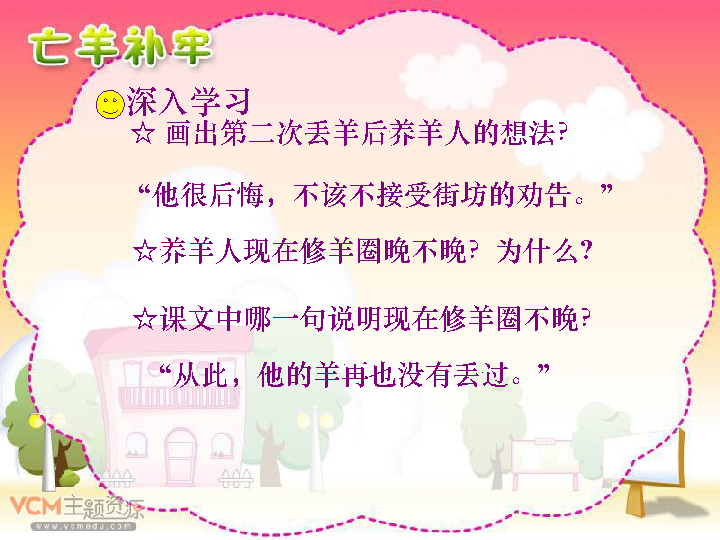 亡羊补牢
深入学习
☆ 画出第二次丢羊后养羊人的想法?
“他很后悔，不该不接受街坊的劝告。”
☆养羊人现在修羊圈晚不晚？为什么?
☆课文中哪一句说明现在修羊圈不晚?
“从此，他的羊再也没有丢过。”
VCM主题资源
www.vcmedu.com